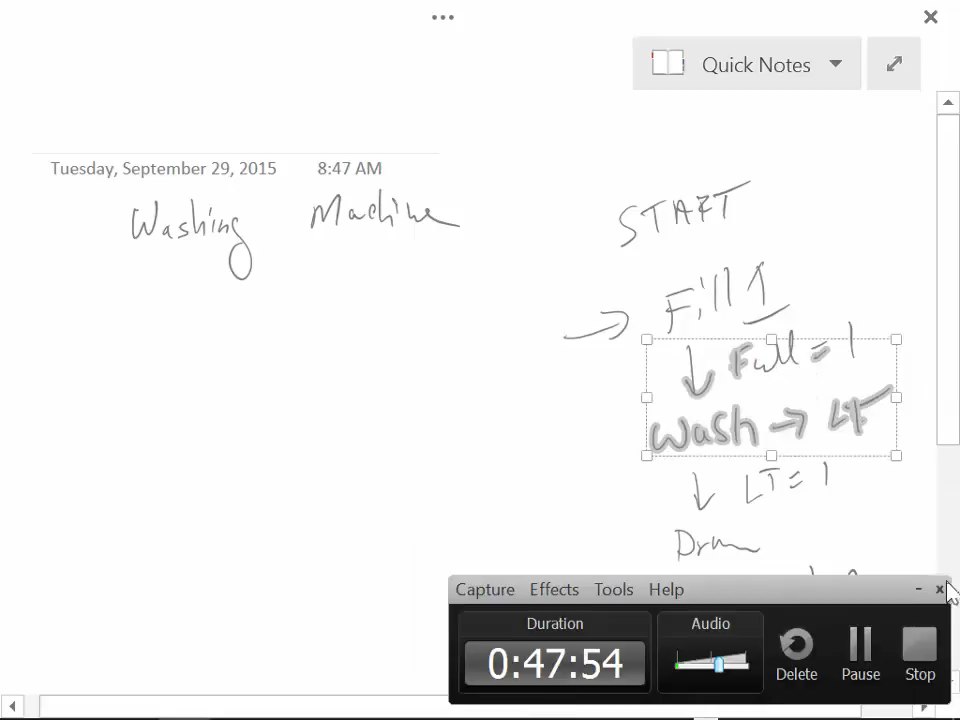 Quick Notes
Tuesday, September 29, 2015 8:47 AM
Washing Machine
START
→ Fill 1
↓ Full = 1
Wash → LT
↓ LT = 1
Drain
Capture Effects Tools Help
Duration
0:47:54
Audio
Delete
Pause
Stop